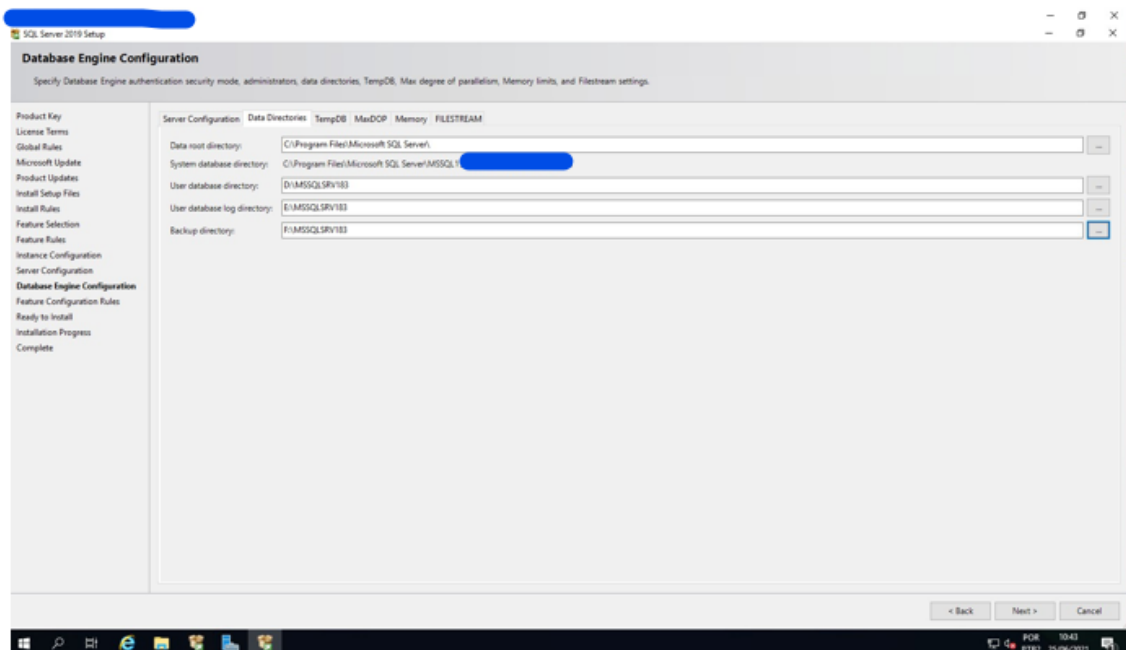 SQL Server 2019 Setup
Database Engine Configuration
Specify Database Engine authentication security mode, administrators, data directories, TempDB, Max degree of parallelism, Memory limits, and Filestream settings.
Product Key
License Terms
Global Rules
Microsoft Update
Product Updates
Install Setup Files
Install Rules
Feature Selection
Feature Rules
Instance Configuration
Server Configuration
Database Engine Configuration
Feature Configuration Rules
Ready to Install
Installation Progress
Complete
Server Configuration Data Directories TempDB MaxDOP Memory FILESTREAM
Data root directory: C:\Program Files\Microsoft SQL Server\
System database directory: C:\Program Files\Microsoft SQL Server\MSSQL1
User database directory: D:\MSSQLSRV183
User database log directory: E:\MSSQLSRV183
Backup directory: F:\MSSQLSRV183
...
< Back Next > Cancel
POR 10:43
PTB2 25/06/2021